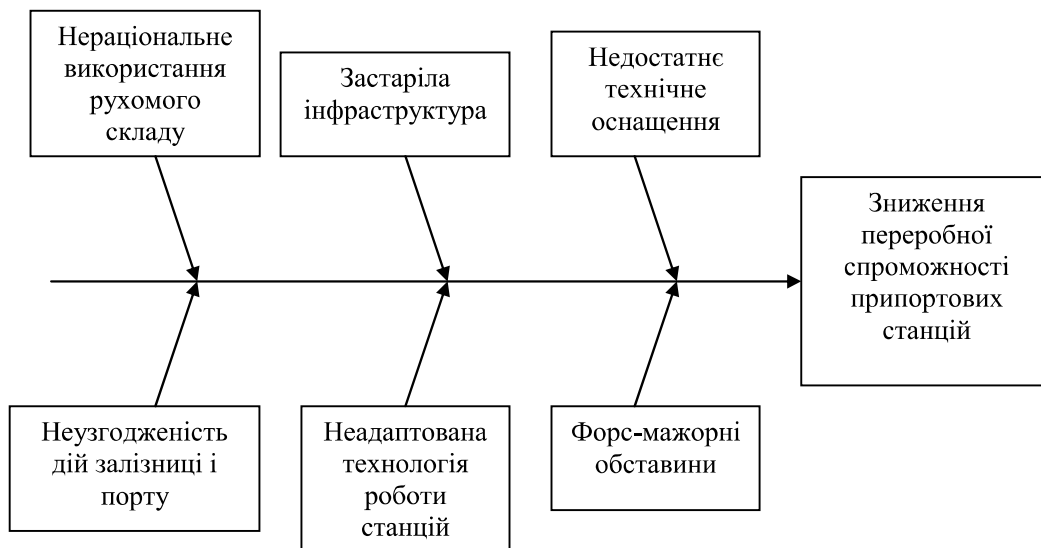 Нераціональне
використання
рухомого
складу
Застаріла
інфраструктура
Недостатнє
технічне
оснащення
Зниження
переробної
спроможності
припортових
станцій
Неузгодженість
дій залізниці і
порту
Неадаптована
технологія
роботи
станцій
Форс-мажорні
обставини